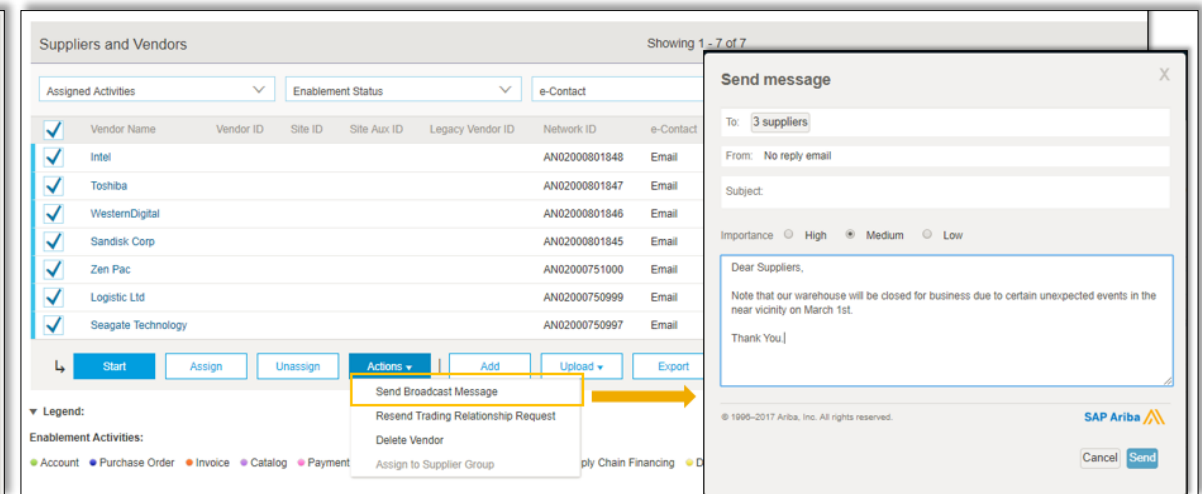 Suppliers and Vendors
Showing 1 - 7 of 7
Assigned Activities
Enablement Status
e-Contact
Vendor Name Vendor ID Site ID Site Aux ID Legacy Vendor ID Network ID e-Contact
Intel AN02000801848 Email
Toshiba AN02000801847 Email
WesternDigital AN02000801846 Email
Sandisk Corp AN02000801845 Email
Zen Pac AN02000751000 Email
Logistic Ltd AN02000750999 Email
Seagate Technology AN02000750997 Email
Start Assign Unassign Actions Add Upload Export
Send Broadcast Message
Resend Trading Relationship Request
Delete Vendor
Assign to Supplier Group
Legend:
Enablement Activities:
Account Purchase Order Invoice Catalog Payment ply Chain Financing D
Send message
X
To: 3 suppliers
From: No reply email
Subject:
Importance High Medium Low
Dear Suppliers,
Note that our warehouse will be closed for business due to certain unexpected events in the
near vicinity on March 1st.
Thank You.
© 1996–2017 Ariba, Inc. All rights reserved.
SAP Ariba
Cancel Send